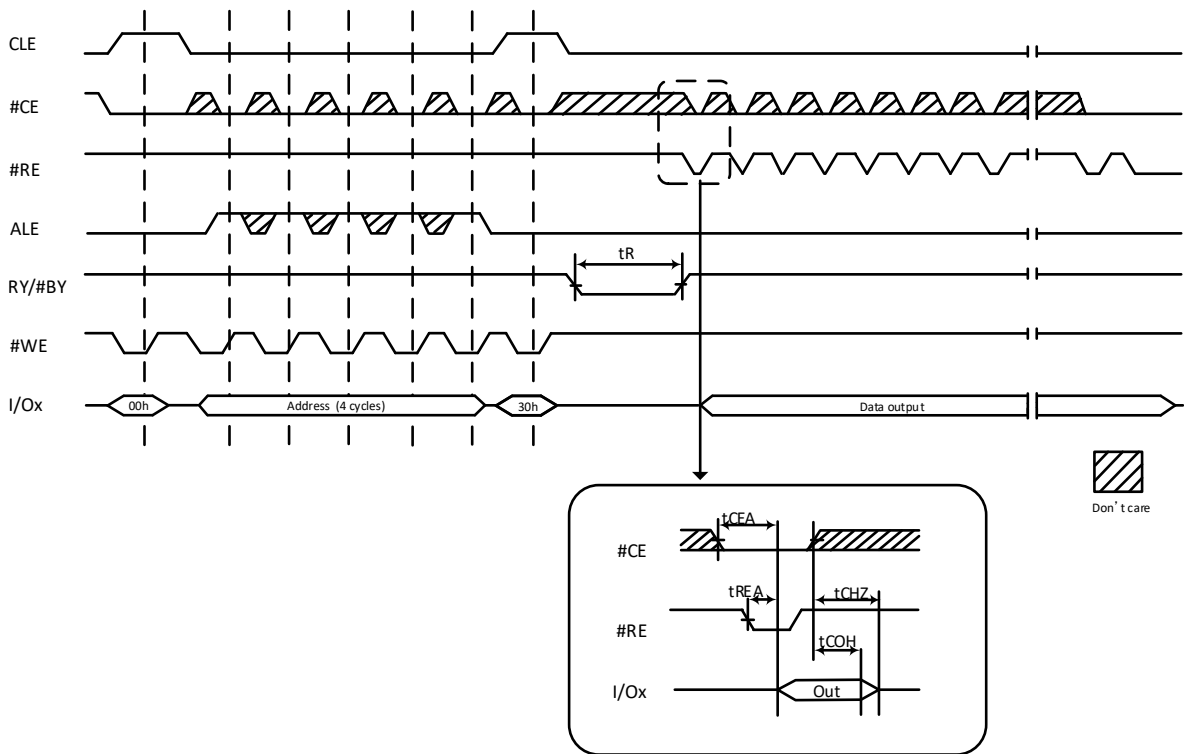 CLE
#CE
#RE
ALE
tR
RY/#BY
#WE
I/Ox
00h
Address (4 cycles)
30h
Data output
Don't care
tCEA
#CE
tREA
tCHZ
#RE
tCOH
I/Ox
Out